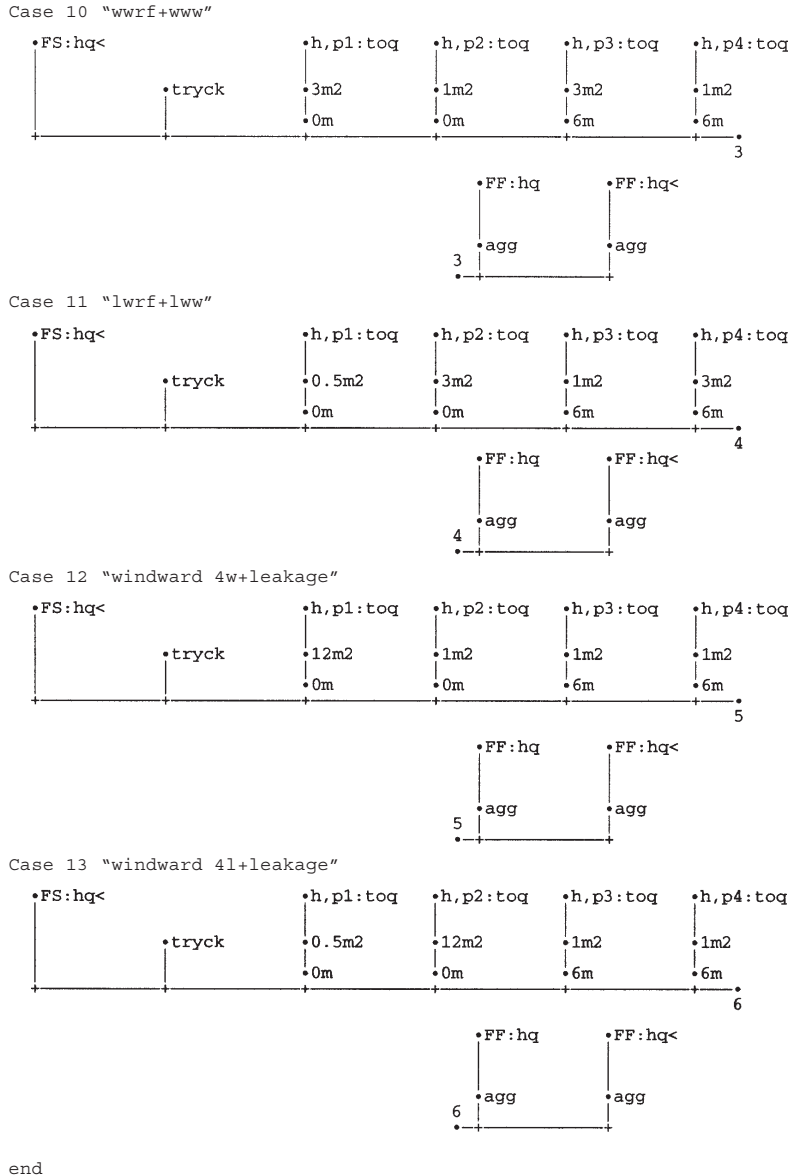 Case 10 “wwrf+www”
FS:hq< h,p1:toq h,p2:toq h,p3:toq h,p4:toq
tryck 3m2 1m2 3m2 1m2
0m 0m 6m 6m
3
FF:hq FF:hq<
agg agg
3
Case 11 “lwrf+lww”
FS:hq< h,p1:toq h,p2:toq h,p3:toq h,p4:toq
tryck 0.5m2 3m2 1m2 3m2
0m 0m 6m 6m
4
FF:hq FF:hq<
agg agg
4
Case 12 “windward 4w+leakage”
FS:hq< h,p1:toq h,p2:toq h,p3:toq h,p4:toq
tryck 12m2 1m2 1m2 1m2
0m 0m 6m 6m
5
FF:hq FF:hq<
agg agg
5
Case 13 “windward 4l+leakage”
FS:hq< h,p1:toq h,p2:toq h,p3:toq h,p4:toq
tryck 0.5m2 12m2 1m2 1m2
0m 0m 6m 6m
6
FF:hq FF:hq<
agg agg
6
end